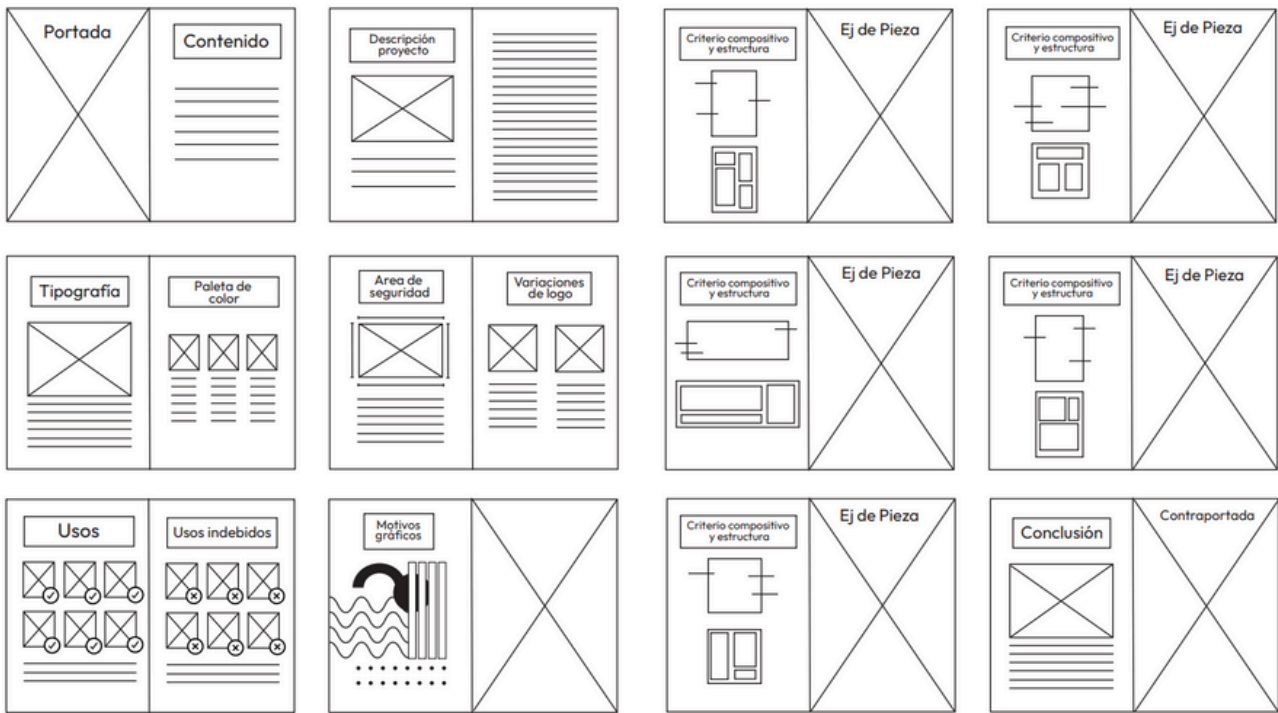 Portada
Contenido
Descripción
proyecto
Criterio compositivo
y estructura
Ej de Pieza
Criterio compositivo
y estructura
Ej de Pieza
Tipografía
Paleta de
color
Area de
seguridad
Variaciones
de logo
Criterio compositivo
y estructura
Ej de Pieza
Criterio compositivo
y estructura
Ej de Pieza
Usos
Usos indebidos
Motivos
gráficos
Criterio compositivo
y estructura
Ej de Pieza
Conclusión
Contraportada